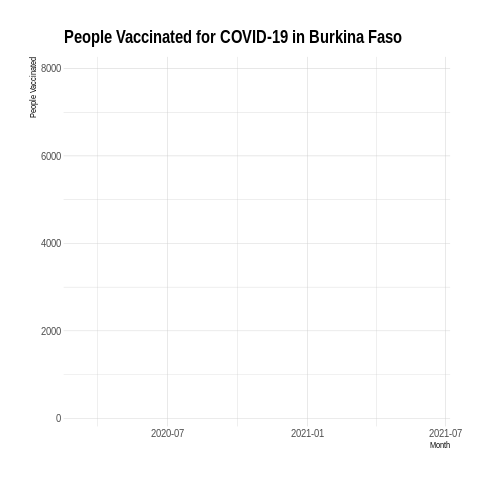 People Vaccinated for COVID-19 in Burkina Faso
People Vaccinated
8000
6000
4000
2000
0
2020-07
2021-01
2021-07
Month